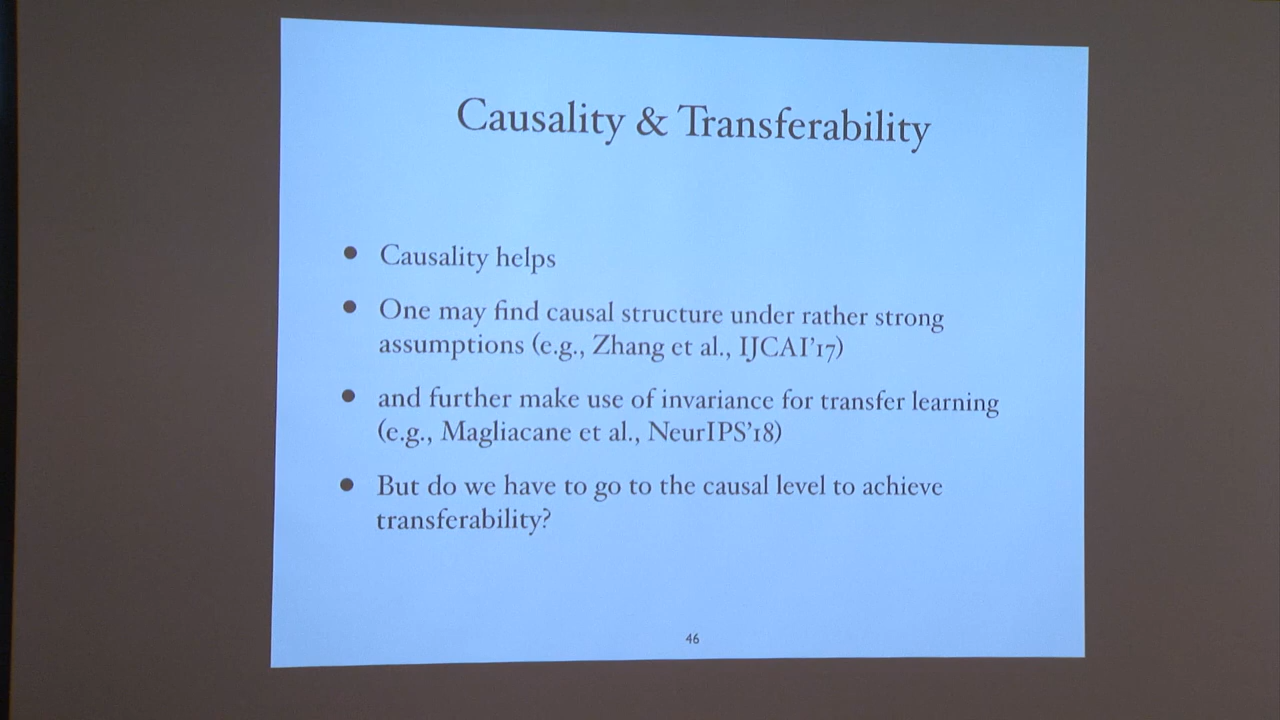 Causality & Transferability
• Causality helps
• One may find causal structure under rather strong
assumptions (e.g., Zhang et al., IJCAI'17)
• and further make use of invariance for transfer learning
(e.g., Magliacane et al., NeurIPS'18)
• But do we have to go to the causal level to achieve
transferability?
46